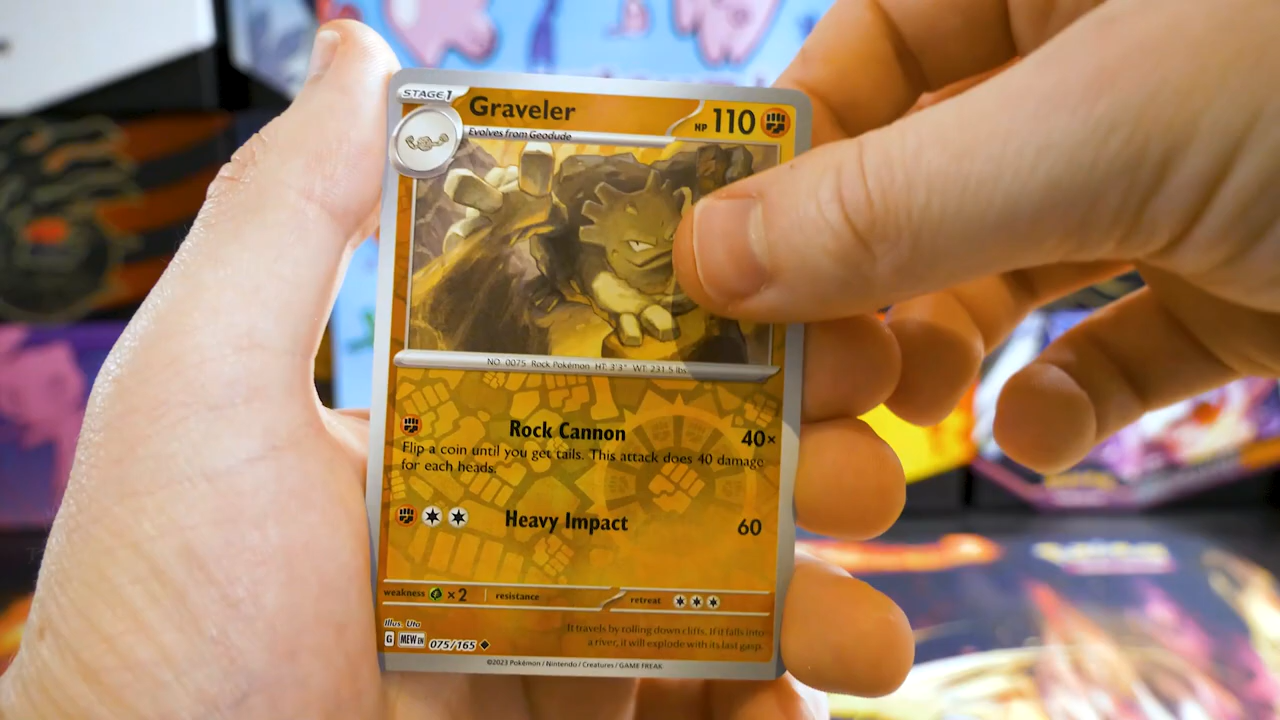 STAGE 1
Graveler
HP 110
Evolves from Geodude
NO. 0075 Rock Pokémon HT: 3'3" WT: 231.5 lbs.
Rock Cannon 40×
Flip a coin until you get tails. This attack does 40 damage
for each heads.
Heavy Impact 60
weakness ×2 resistance retreat
Illus. Uta
G MEW EN 075/165
It travels by rolling down cliffs. If it falls into
a river, it will explode with its last gasp.
©2023 Pokémon / Nintendo / Creatures / GAME FREAK